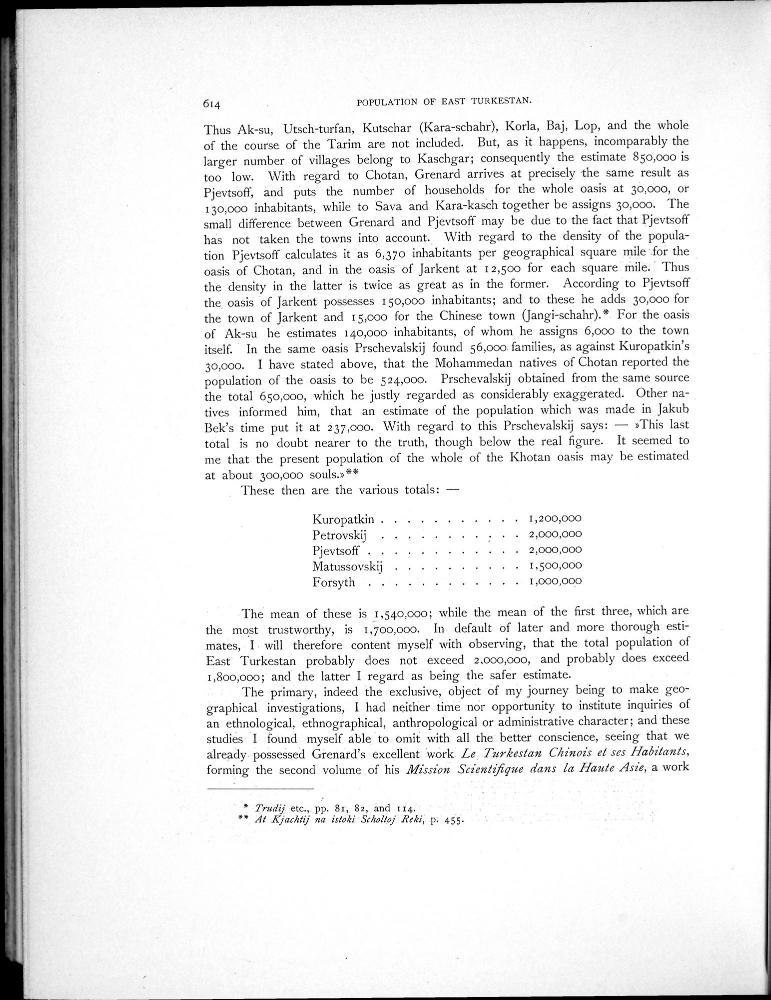 614 POPULATION OF EAST TURKESTAN.
Thus Ak-su, Utsch-turfan, Kutschar (Kara-schahr), Korla, Baj, Lop, and the whole
of the course of the Tarim are not included. But, as it happens, incomparably the
larger number of villages belong to Kaschgar; consequently the estimate 850,000 is
too low. With regard to Chotan, Grenard arrives at precisely the same result as
Pjevtsoff, and puts the number of households for the whole oasis at 30,000, or
130,000 inhabitants, while to Sava and Kara-kasch together be assigns 30,000. The
small difference between Grenard and Pjevtsoff may be due to the fact that Pjevtsoff
has not taken the towns into account. With regard to the density of the popula-
tion Pjevtsoff calculates it as 6,370 inhabitants per geographical square mile for the
oasis of Chotan, and in the oasis of Jarkent at 12,500 for each square mile. Thus
the density in the latter is twice as great as in the former. According to Pjevtsoff
the oasis of Jarkent possesses 150,000 inhabitants; and to these he adds 30,000 for
the town of Jarkent and 15,000 for the Chinese town (Jangi-schahr).* For the oasis
of Ak-su he estimates 140,000 inhabitants, of whom he assigns 6,000 to the town
itself. In the same oasis Prschevalskij found 56,000 families, as against Kuropatkin's
30,000. I have stated above, that the Mohammedan natives of Chotan reported the
population of the oasis to be 524,000. Prschevalskij obtained from the same source
the total 650,000, which he justly regarded as considerably exaggerated. Other na-
tives informed him, that an estimate of the population which was made in Jakub
Bek's time put it at 237,000. With regard to this Prschevalskij says: — »This last
total is no doubt nearer to the truth, though below the real figure. It seemed to
me that the present population of the whole of the Khotan oasis may be estimated
at about 300,000 souls.»**
These then are the various totals: —
Kuropatkin . . . . . . . . . . . 1,200,000
Petrovskij . . . . . . . . . . . 2,000,000
Pjevtsoff . . . . . . . . . . . . 2,000,000
Matussovskij . . . . . . . . . . 1,500,000
Forsyth . . . . . . . . . . . . 1,000,000
The mean of these is 1,540,000; while the mean of the first three, which are
the most trustworthy, is 1,700,000. In default of later and more thorough esti-
mates, I will therefore content myself with observing, that the total population of
East Turkestan probably does not exceed 2,000,000, and probably does exceed
1,800,000; and the latter I regard as being the safer estimate.
The primary, indeed the exclusive, object of my journey being to make geo-
graphical investigations, I had neither time nor opportunity to institute inquiries of
an ethnological, ethnographical, anthropological or administrative character; and these
studies I found myself able to omit with all the better conscience, seeing that we
already possessed Grenard's excellent work Le Turkestan Chinois et ses Habitants,
forming the second volume of his Mission Scientifique dans la Haute Asie, a work
* Trudij etc., pp. 81, 82, and 114.
** At Kjachtij na istoki Scholtoj Reki, p. 455.